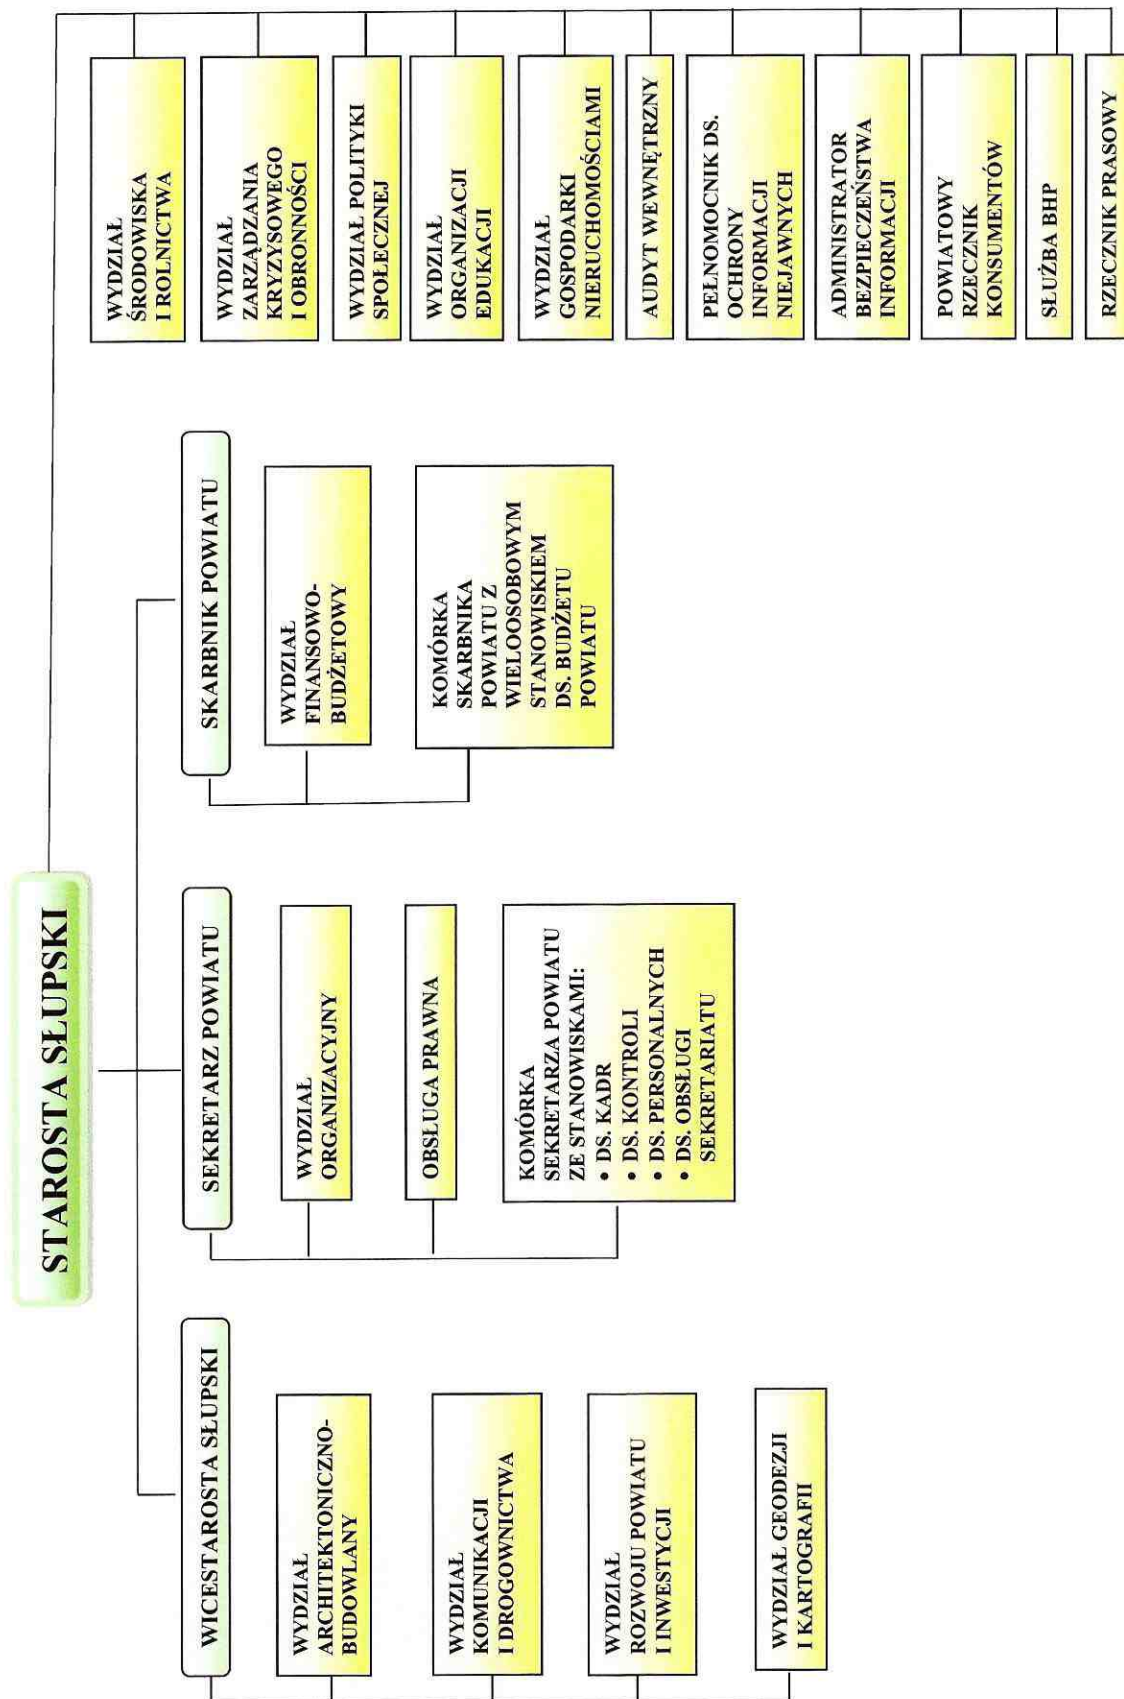 STAROSTA SŁUPSKI
WICESTAROSTA SŁUPSKI
WYDZIAŁ
ARCHITEKTONICZNO-
BUDOWLANY
WYDZIAŁ
KOMUNIKACJI
I DROGOWNICTWA
WYDZIAŁ
ROZWOJU POWIATU
I INWESTYCJI
WYDZIAŁ GEODEZJI
I KARTOGRAFII
SEKRETARZ POWIATU
WYDZIAŁ
ORGANIZACYJNY
OBSŁUGA PRAWNA
KOMÓRKA
SEKRETARZA POWIATU
ZE STANOWISKAMI:
• DS. KADR
• DS. KONTROLI
• DS. PERSONALNYCH
• DS. OBSŁUGI
SEKRETARIATU
SKARBNIK POWIATU
WYDZIAŁ
FINANSOWO-
BUDŻETOWY
KOMÓRKA
SKARBNIKA
POWIATU Z
WIELOOSOBOWYM
STANOWISKIEM
DS. BUDŻETU
POWIATU
WYDZIAŁ
ŚRODOWISKA
I ROLNICTWA
WYDZIAŁ
ZARZĄDZANIA
KRYZYSOWEGO
I OBRONNOŚCI
WYDZIAŁ POLITYKI
SPOŁECZNEJ
WYDZIAŁ
ORGANIZACJI
EDUKACJI
WYDZIAŁ
GOSPODARKI
NIERUCHOMOŚCIAMI
AUDYT WEWNĘTRZNY
PEŁNOMOCNIK DS.
OCHRONY
INFORMACJI
NIEJAWNYCH
ADMINISTRATOR
BEZPIECZEŃSTWA
INFORMACJI
POWIATOWY
RZECZNIK
KONSUMENTÓW
SŁUŻBA BHP
RZECZNIK PRASOWY